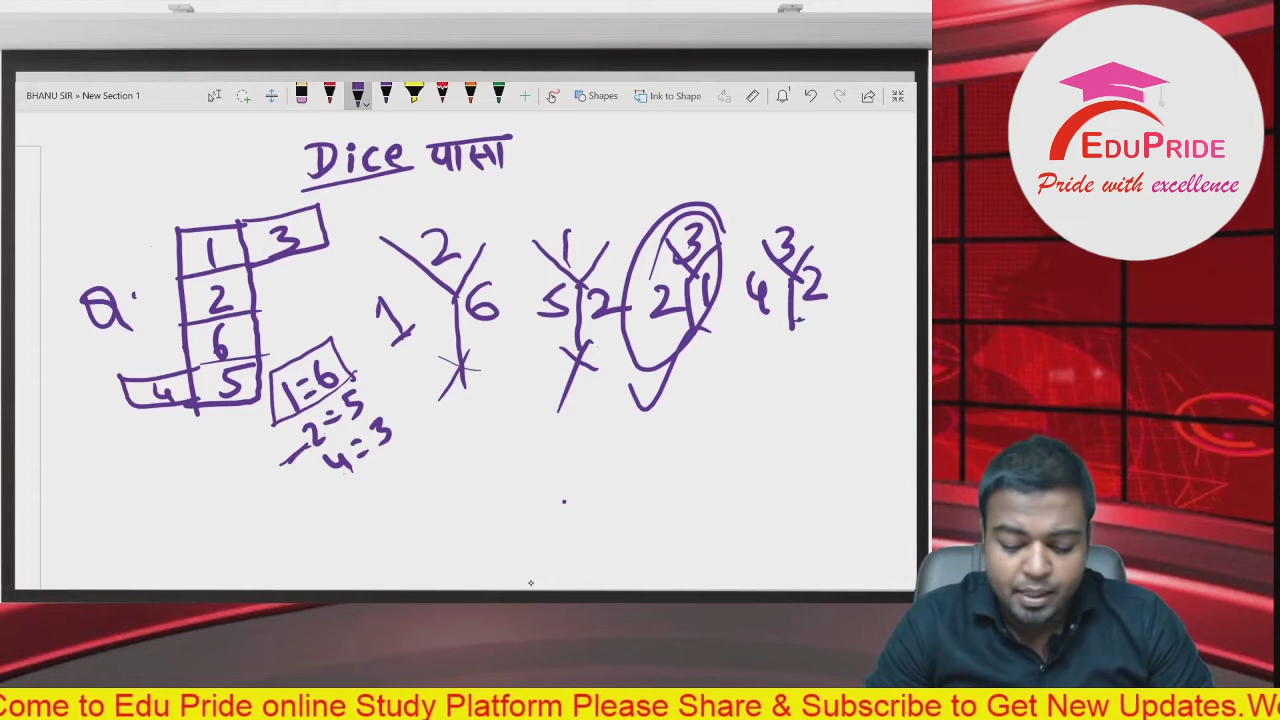 BHANU SIR » New Section 1
Shapes
Ink to Shape
Dice पासा
Q.
1 3
2
6
4 5
1=6
2=5
4=3
2
1 6
1
5 2
3
2 1
3
4 2
EDUPRIDE
Pride with excellence
Come to Edu Pride online Study Platform Please Share & Subscribe to Get New Updates.W